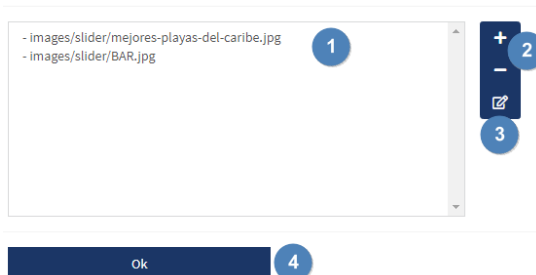 - images/slider/mejores-playas-del-caribe.jpg
- images/slider/BAR.jpg
1
2
3
Ok
4